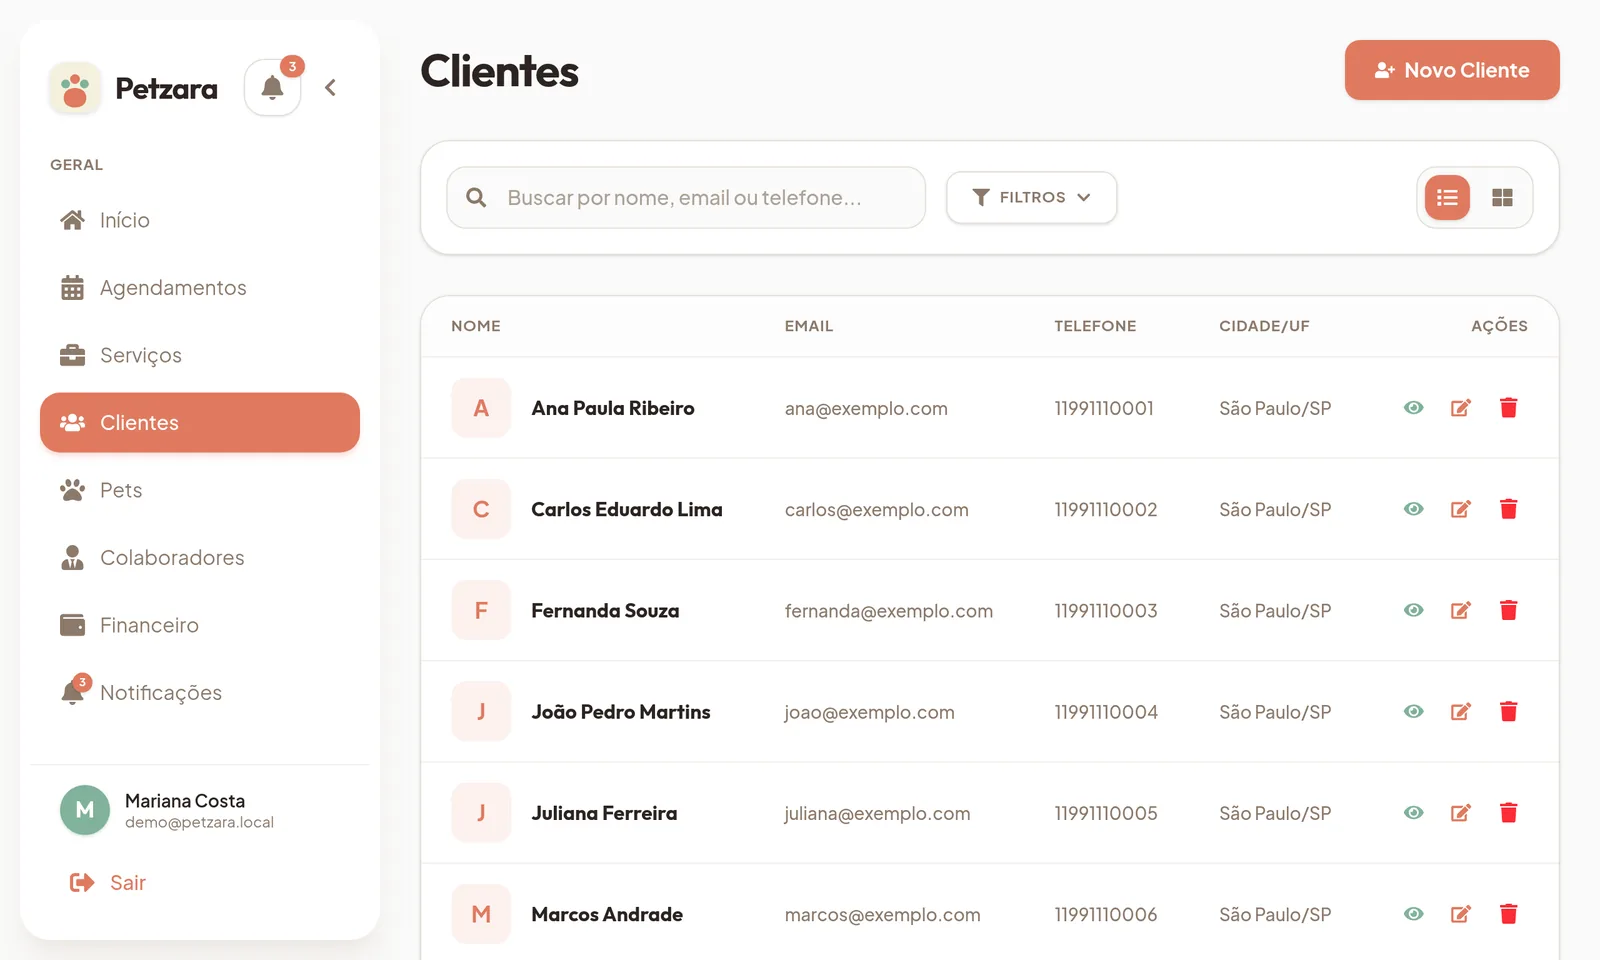 Petzara
3
GERAL
Início
Agendamentos
Serviços
Clientes
Pets
Colaboradores
Financeiro
3
Notificações
M
Mariana Costa
demo@petzara.local
Sair
Clientes
Novo Cliente
Buscar por nome, email ou telefone...
FILTROS
NOME EMAIL TELEFONE CIDADE/UF AÇÕES
A Ana Paula Ribeiro ana@exemplo.com 11991110001 São Paulo/SP
C Carlos Eduardo Lima carlos@exemplo.com 11991110002 São Paulo/SP
F Fernanda Souza fernanda@exemplo.com 11991110003 São Paulo/SP
J João Pedro Martins joao@exemplo.com 11991110004 São Paulo/SP
J Juliana Ferreira juliana@exemplo.com 11991110005 São Paulo/SP
M Marcos Andrade marcos@exemplo.com 11991110006 São Paulo/SP